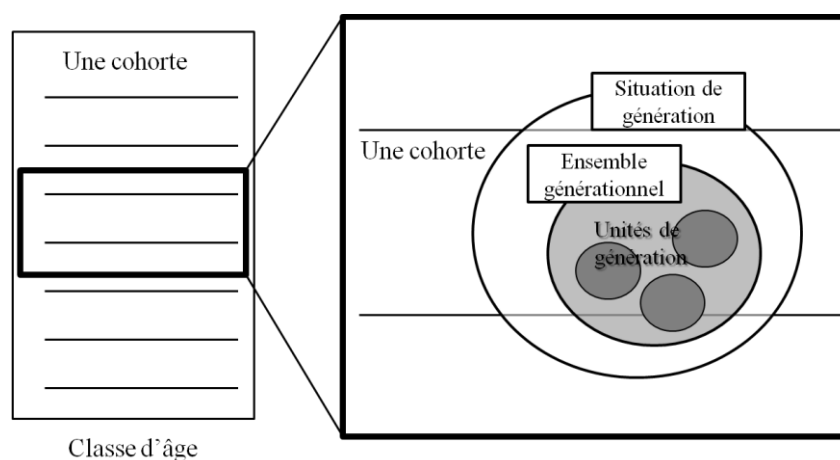 Une cohorte
Classe d'âge
Situation de
génération
Une cohorte
Ensemble
générationnel
Unités de
génération